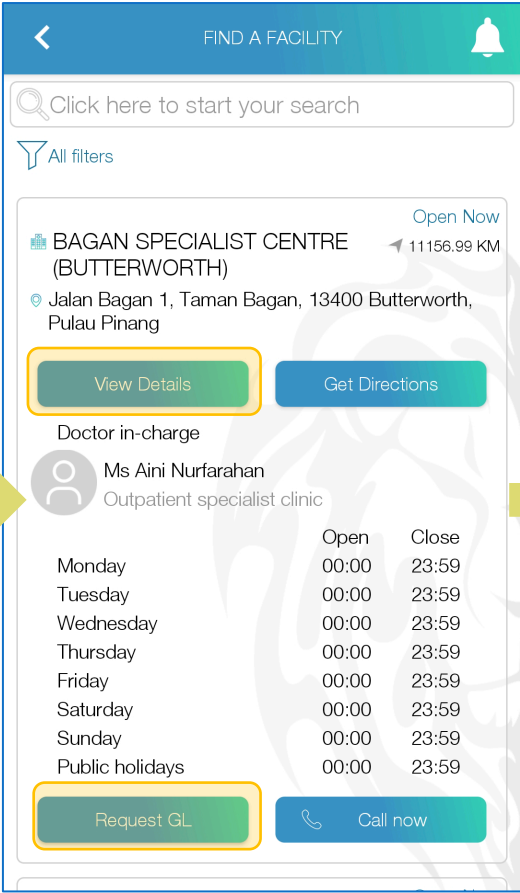 FIND A FACILITY
Click here to start your search
All filters
Open Now
BAGAN SPECIALIST CENTRE
11156.99 KM
(BUTTERWORTH)
Jalan Bagan 1, Taman Bagan, 13400 Butterworth,
Pulau Pinang
View Details Get Directions
Doctor in-charge
Ms Aini Nurfarahan
Outpatient specialist clinic
Open Close
Monday 00:00 23:59
Tuesday 00:00 23:59
Wednesday 00:00 23:59
Thursday 00:00 23:59
Friday 00:00 23:59
Saturday 00:00 23:59
Sunday 00:00 23:59
Public holidays 00:00 23:59
Request GL Call now